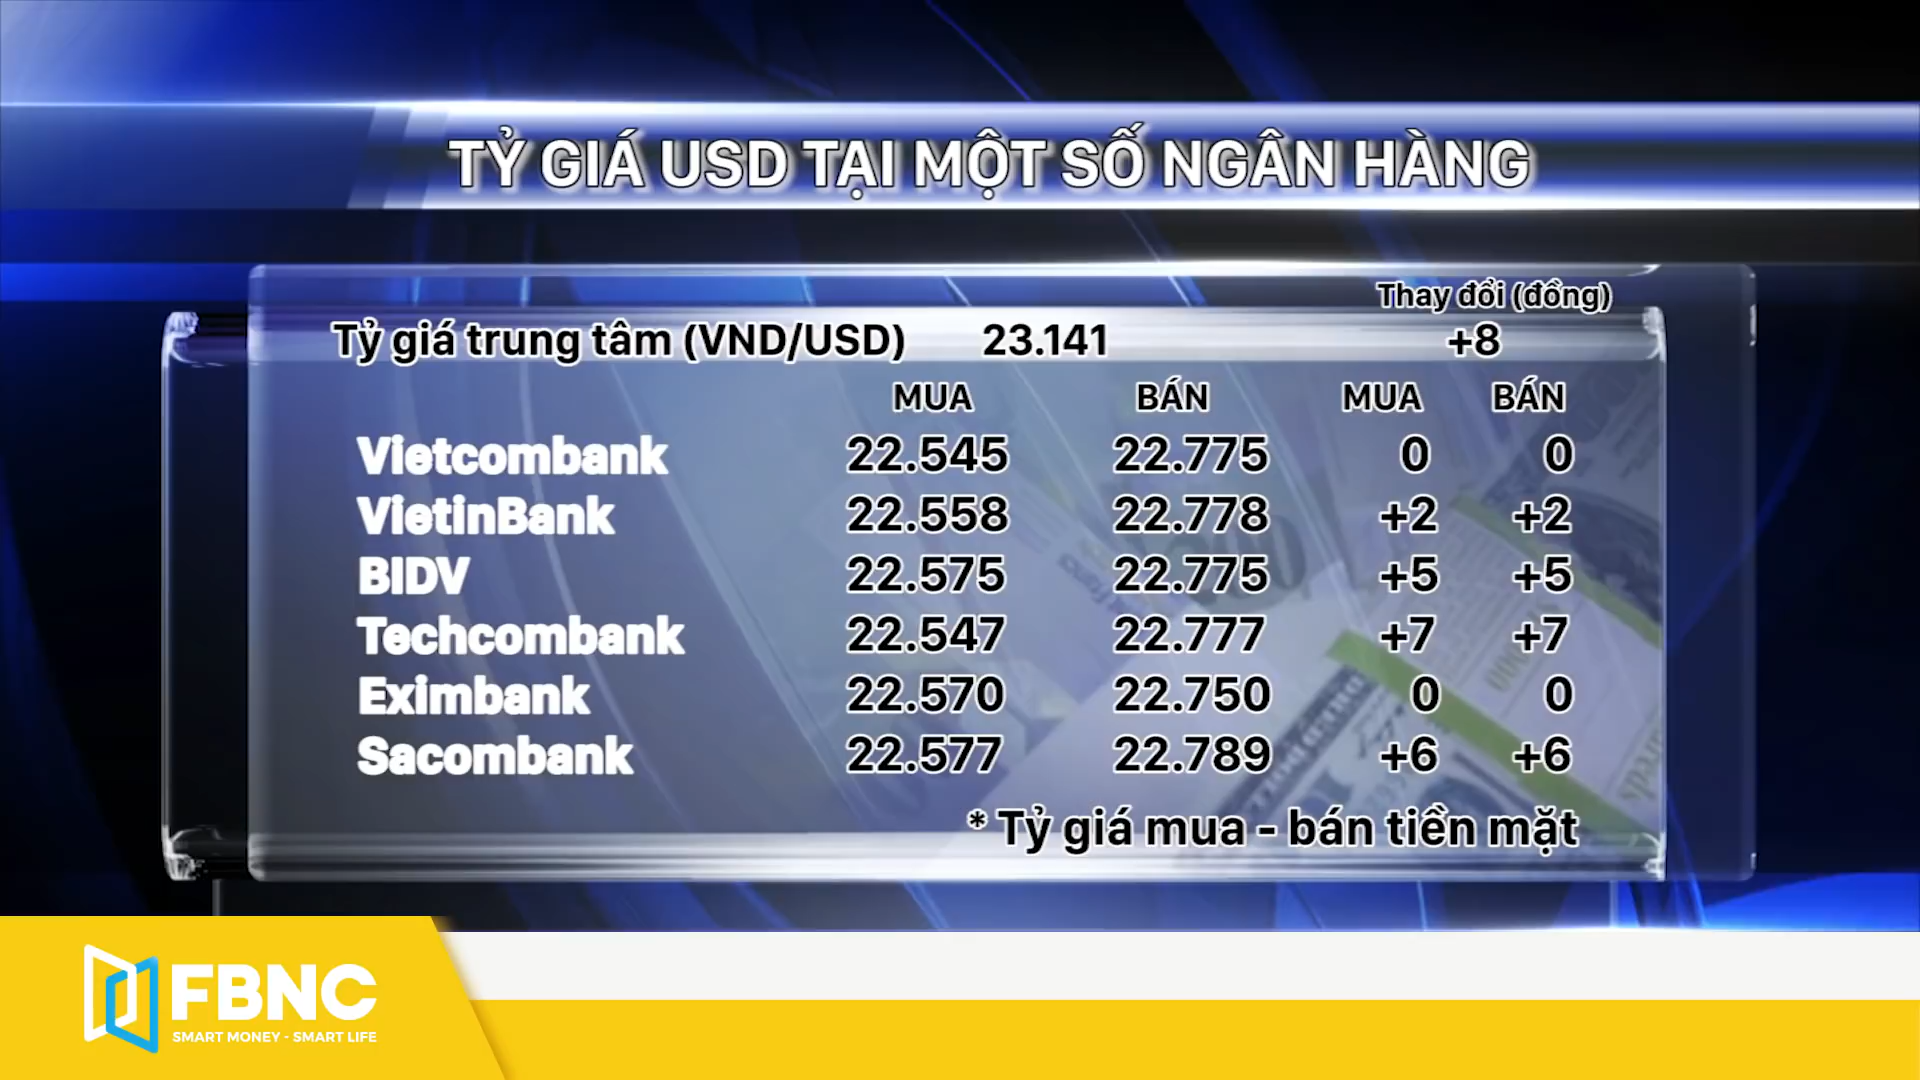 TỶ GIÁ USD TẠI MỘT SỐ NGÂN HÀNG
Thay đổi (đồng)
Tỷ giá trung tâm (VND/USD) 23.141 +8
MUA BÁN MUA BÁN
Vietcombank 22.545 22.775 0 0
VietinBank 22.558 22.778 +2 +2
BIDV 22.575 22.775 +5 +5
Techcombank 22.547 22.777 +7 +7
Eximbank 22.570 22.750 0 0
Sacombank 22.577 22.789 +6 +6
* Tỷ giá mua - bán tiền mặt
FBNC
SMART MONEY - SMART LIFE